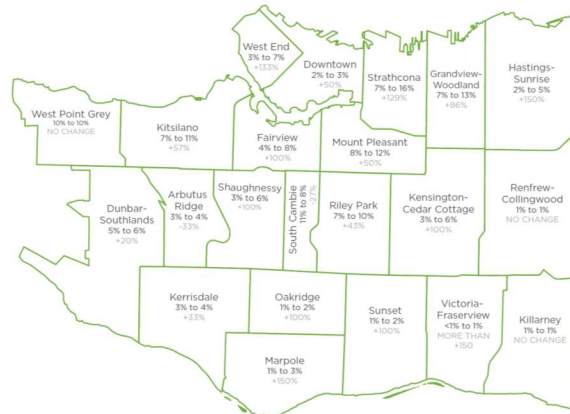 West End
3% to 7%
+133%
Downtown
2% to 3%
+50%
Strathcona
7% to 16%
+129%
Grandview-
Woodland
7% to 13%
+86%
Hastings-
Sunrise
2% to 5%
+150%
West Point Grey
10% to 10%
NO CHANGE
Kitsilano
7% to 11%
+57%
Fairview
4% to 8%
+100%
Mount Pleasant
8% to 12%
+50%
Dunbar-
Southlands
5% to 6%
+20%
Arbutus
Ridge
3% to 4%
-33%
Shaughnessy
3% to 6%
+100%
South Cambie
11% to 8%
-27%
Riley Park
7% to 10%
+43%
Kensington-
Cedar Cottage
3% to 6%
+100%
Renfrew-
Collingwood
1% to 1%
NO CHANGE
Kerrisdale
3% to 4%
+33%
Oakridge
1% to 2%
+100%
Sunset
1% to 2%
+100%
Victoria-
Fraserview
<1% to 1%
MORE THAN
+150
Killarney
1% to 1%
NO CHANGE
Marpole
1% to 3%
+150%